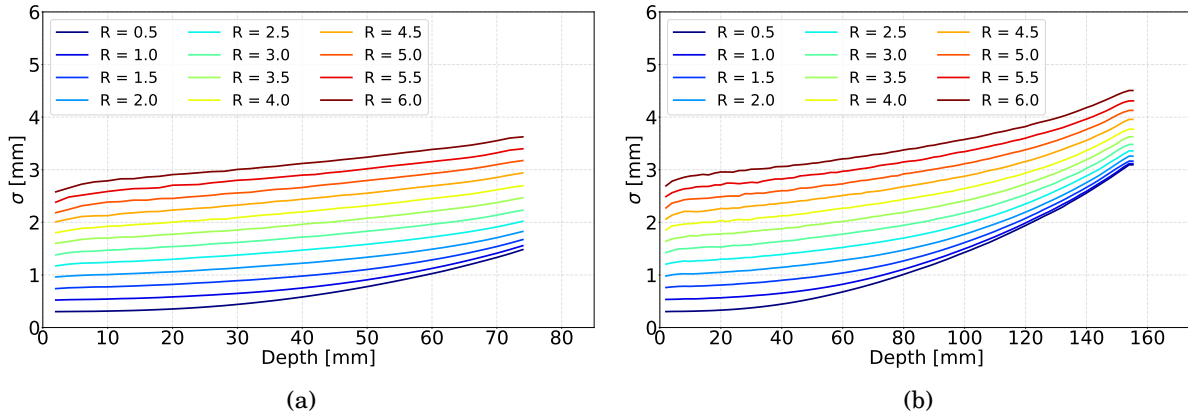 6
5
4
3
2
1
0
σ [mm]
R = 0.5 R = 2.5 R = 4.5
R = 1.0 R = 3.0 R = 5.0
R = 1.5 R = 3.5 R = 5.5
R = 2.0 R = 4.0 R = 6.0
0 10 20 30 40 50 60 70 80
Depth [mm]
(a)
6
5
4
3
2
1
0
σ [mm]
R = 0.5 R = 2.5 R = 4.5
R = 1.0 R = 3.0 R = 5.0
R = 1.5 R = 3.5 R = 5.5
R = 2.0 R = 4.0 R = 6.0
0 20 40 60 80 100 120 140 160
Depth [mm]
(b)